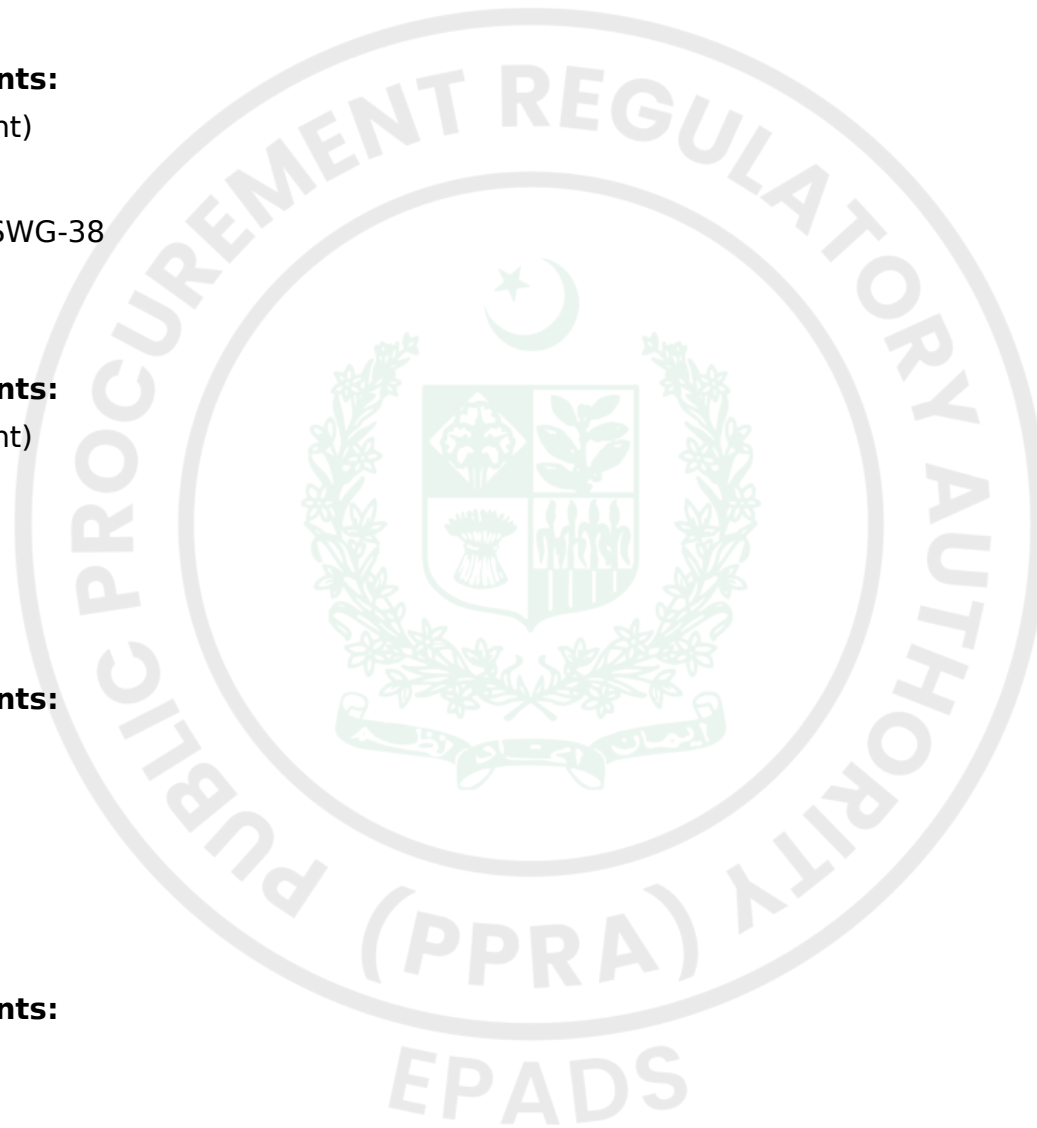 nts:
nt)
SWG-38
nts:
nt)
nts:
nts:
PUBLIC PROCUREMENT REGULATORY AUTHORITY
(PPRA)
EPADS